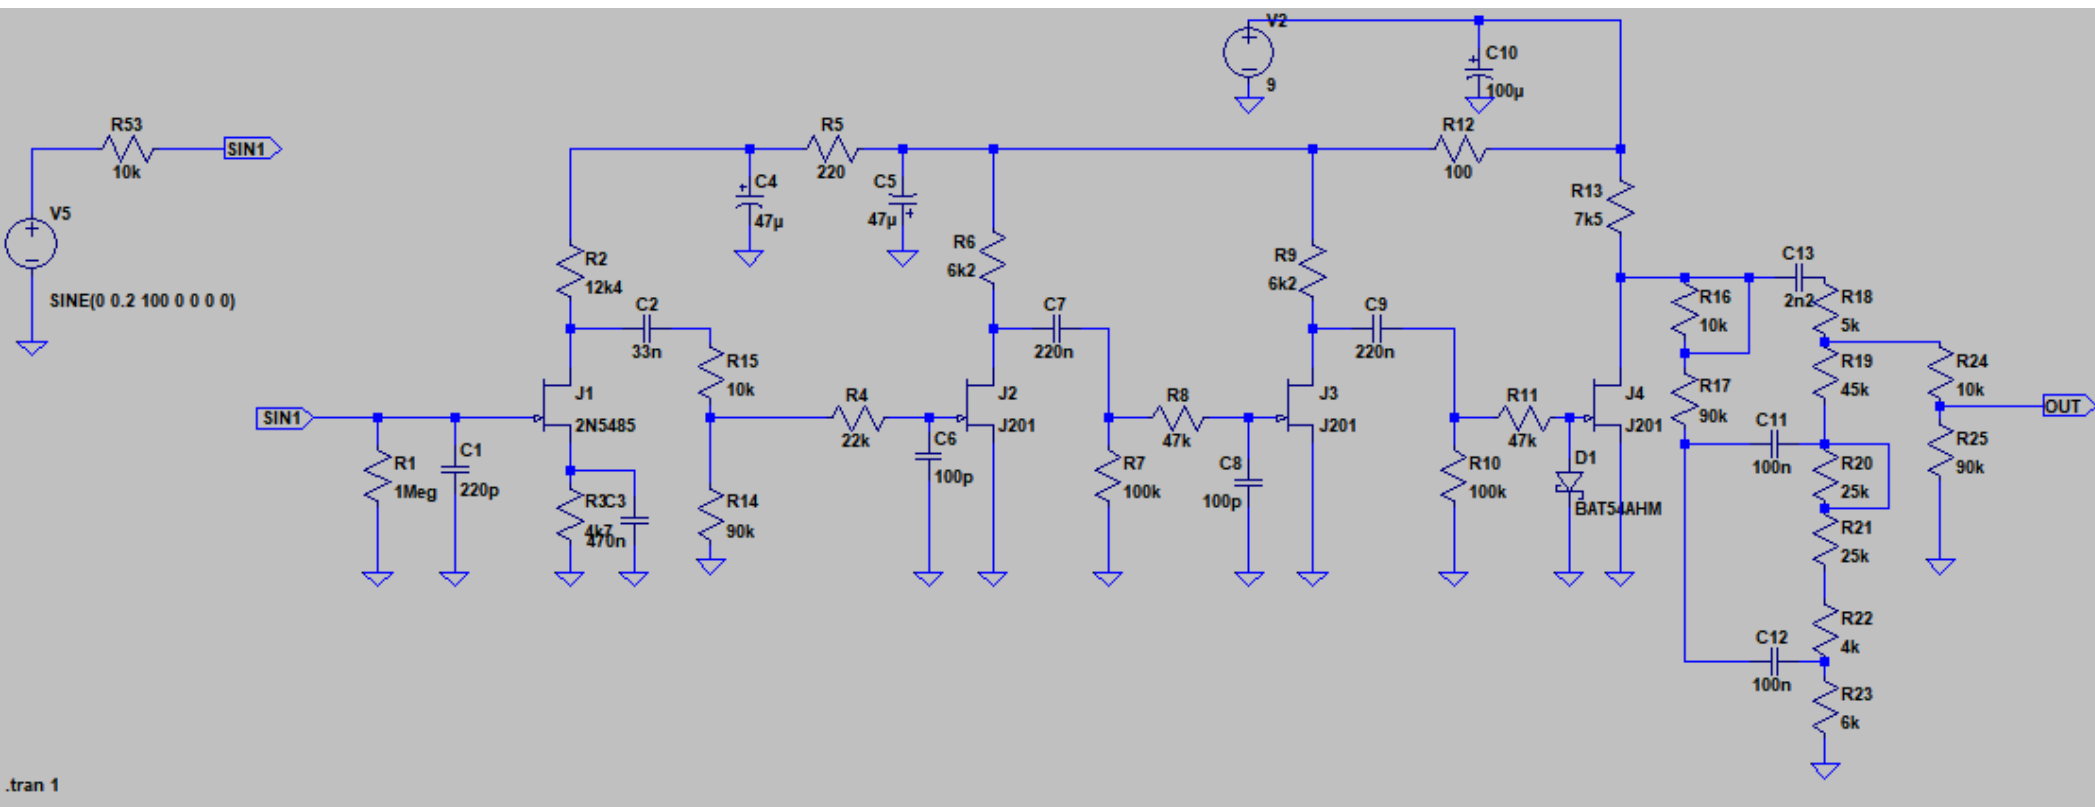 V2
9
C10
100µ
R53
10k
SIN1
V5
SINE(0 0.2 100 0 0 0 0)
R5
220
C4
47µ
C5
47µ
R12
100
R13
7k5
R2
12k4
C2
33n
R6
6k2
C7
220n
R9
6k2
C9
220n
R16
10k
C13
2n2
R18
5k
R15
10k
R4
22k
R8
47k
R11
47k
R17
90k
R19
45k
R24
10k
SIN1
J1
2N5485
J2
J201
J3
J201
J4
J201
OUT
R1
1Meg
C1
220p
R3
4k7
C3
470n
R14
90k
C6
100p
R7
100k
C8
100p
R10
100k
D1
BAT54AHM
C11
100n
R20
25k
R25
90k
R21
25k
C12
100n
R22
4k
R23
6k
.tran 1